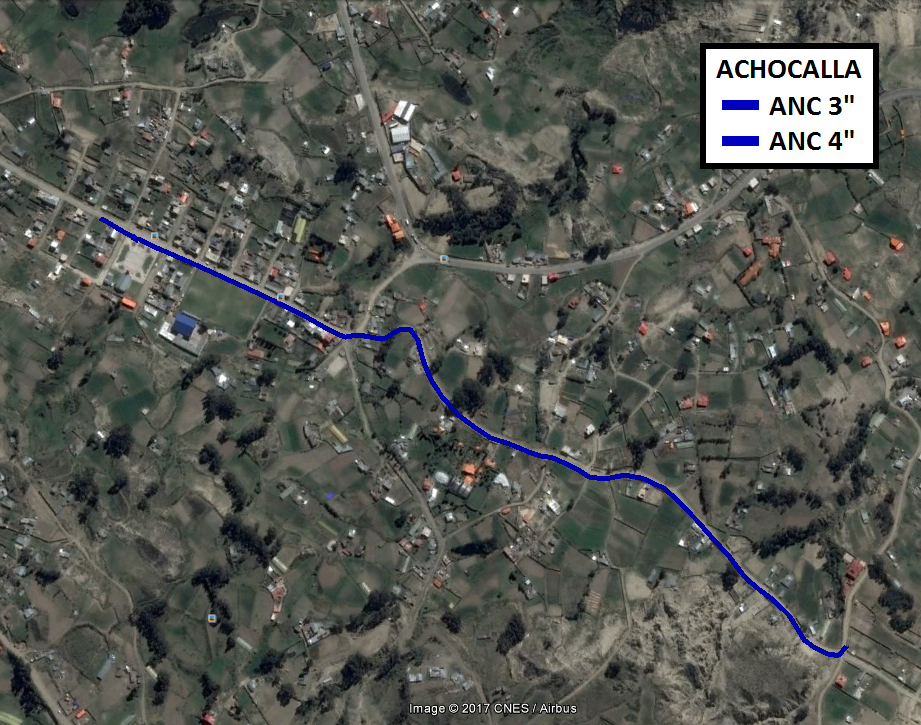 ACHOCALLA
ANC 3"
ANC 4"
Image © 2017 CNES / Airbus